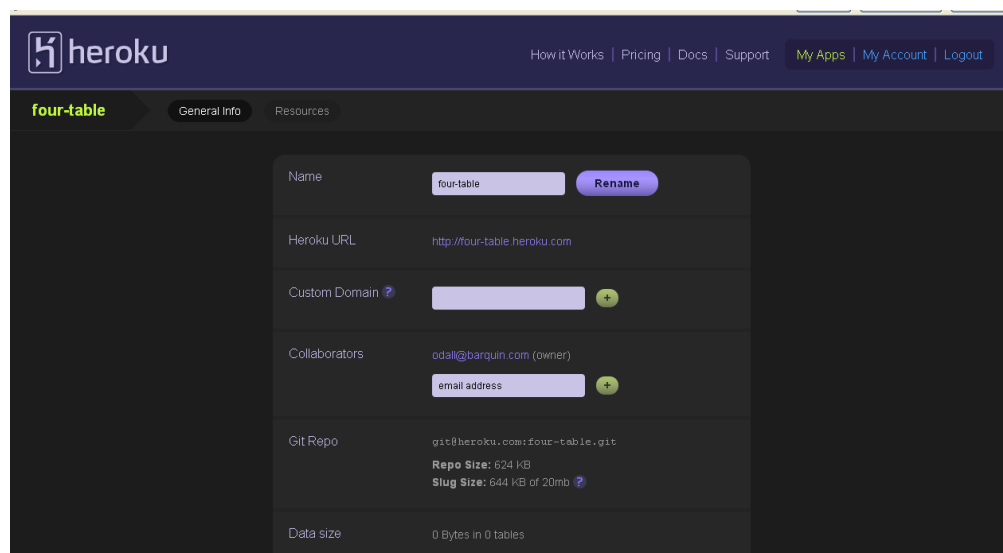 heroku
How it Works | Pricing | Docs | Support My Apps | My Account | Logout
four-table General Info Resources
Name four-table Rename
Heroku URL http://four-table.heroku.com
Custom Domain ? +
Collaborators odall@barquin.com (owner)
email address +
Git Repo git@heroku.com:four-table.git
Repo Size: 624 KB
Slug Size: 644 KB of 20mb ?
Data size 0 Bytes in 0 tables